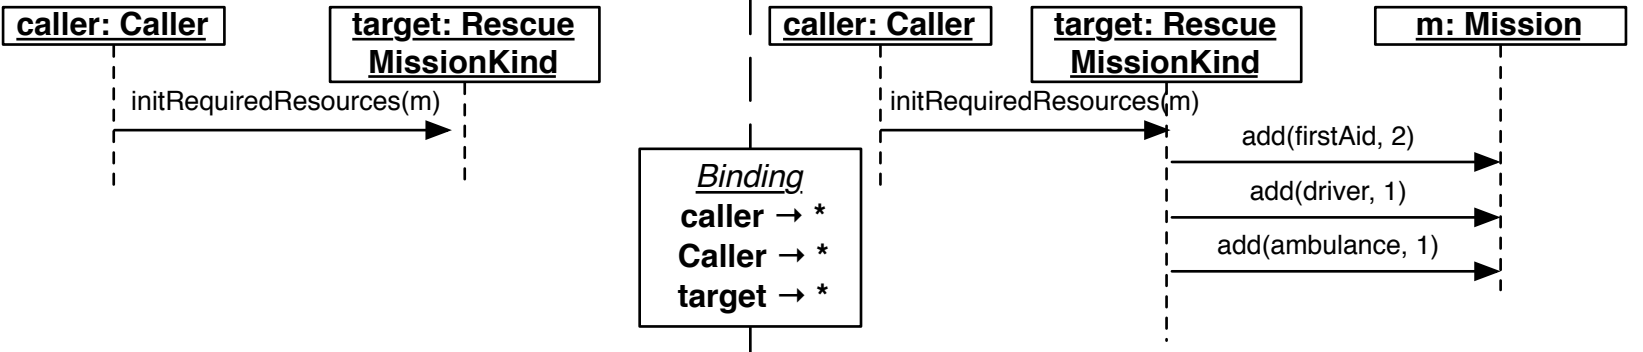 caller: Caller
target: Rescue
MissionKind
initRequiredResources(m)
Binding
caller → *
Caller → *
target → *
caller: Caller
target: Rescue
MissionKind
m: Mission
initRequiredResources(m)
add(firstAid, 2)
add(driver, 1)
add(ambulance, 1)